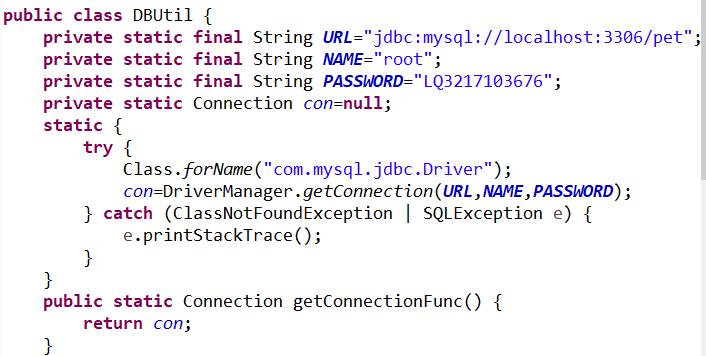 public class DBUtil {
    private static final String URL="jdbc:mysql://localhost:3306/pet";
    private static final String NAME="root";
    private static final String PASSWORD="LQ3217103676";
    private static Connection con=null;
    static {
        try {
            Class.forName("com.mysql.jdbc.Driver");
            con=DriverManager.getConnection(URL,NAME,PASSWORD);
        } catch (ClassNotFoundException | SQLException e) {
            e.printStackTrace();
        }
    }
    public static Connection getConnectionFunc() {
        return con;
    }